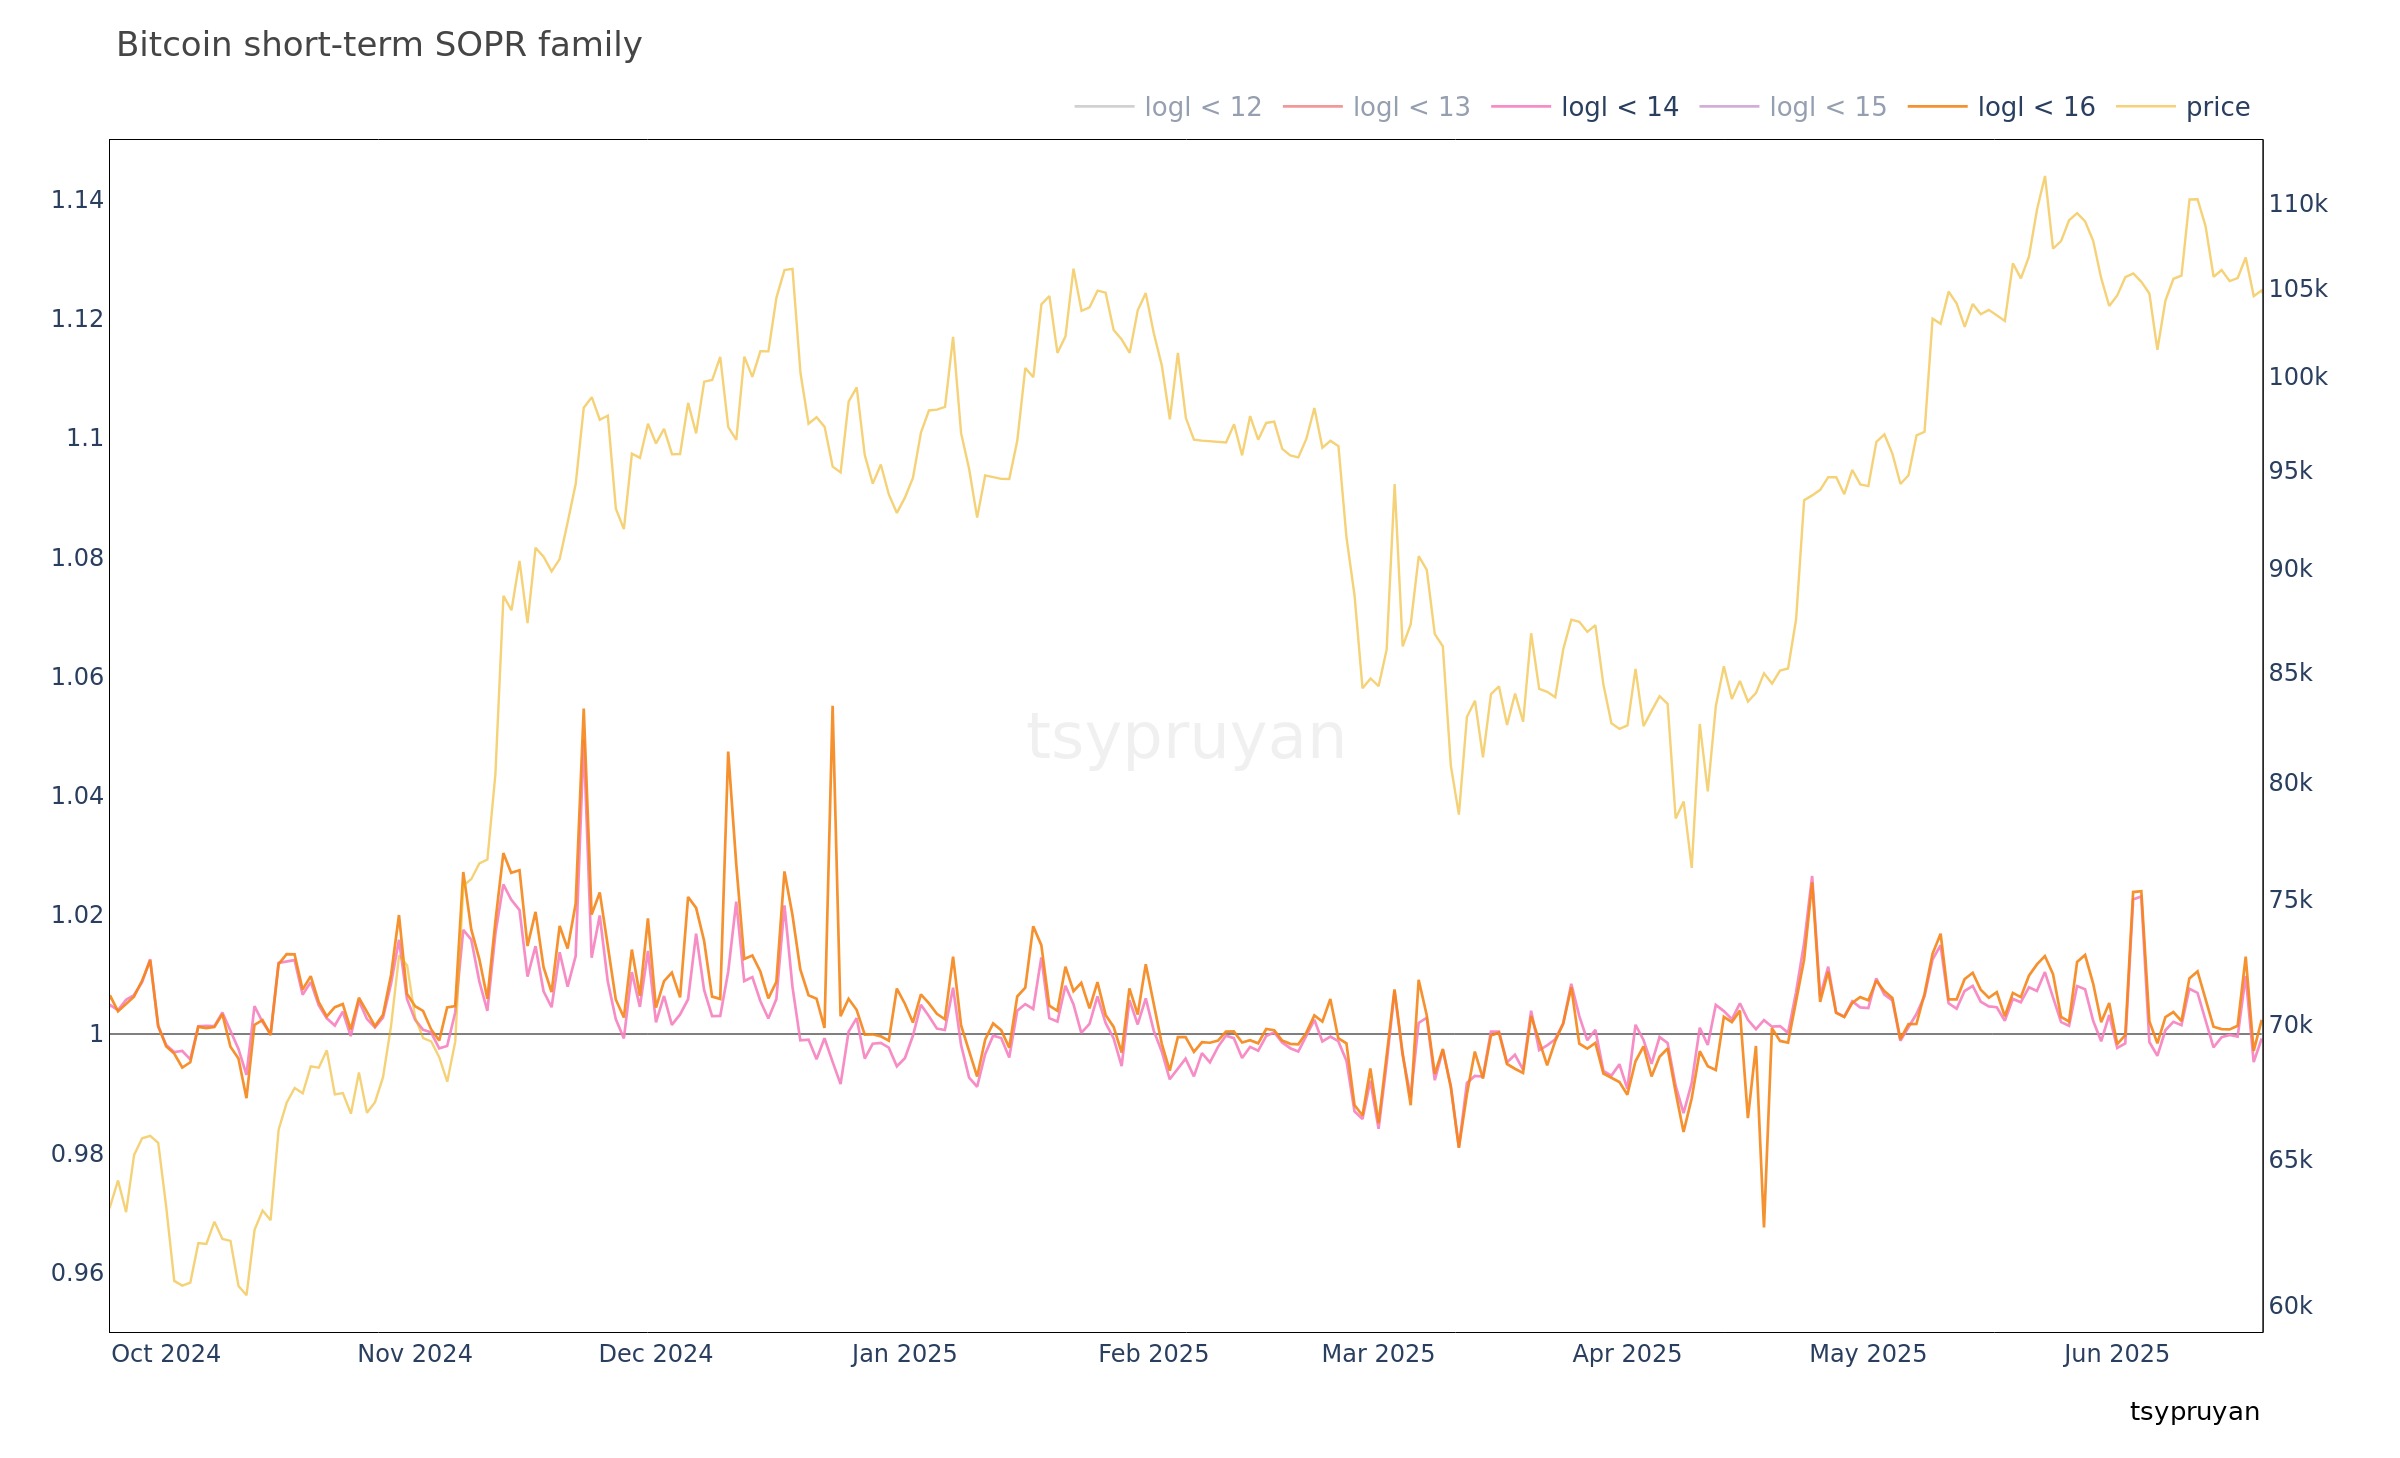 Bitcoin short-term SOPR family
logl < 12 logl < 13 logl < 14 logl < 15 logl < 16 price
1.14
1.12
1.1
1.08
1.06
1.04
1.02
1
0.98
0.96
110k
105k
100k
95k
90k
85k
80k
75k
70k
65k
60k
tsypruyan
Oct 2024 Nov 2024 Dec 2024 Jan 2025 Feb 2025 Mar 2025 Apr 2025 May 2025 Jun 2025
tsypruyan